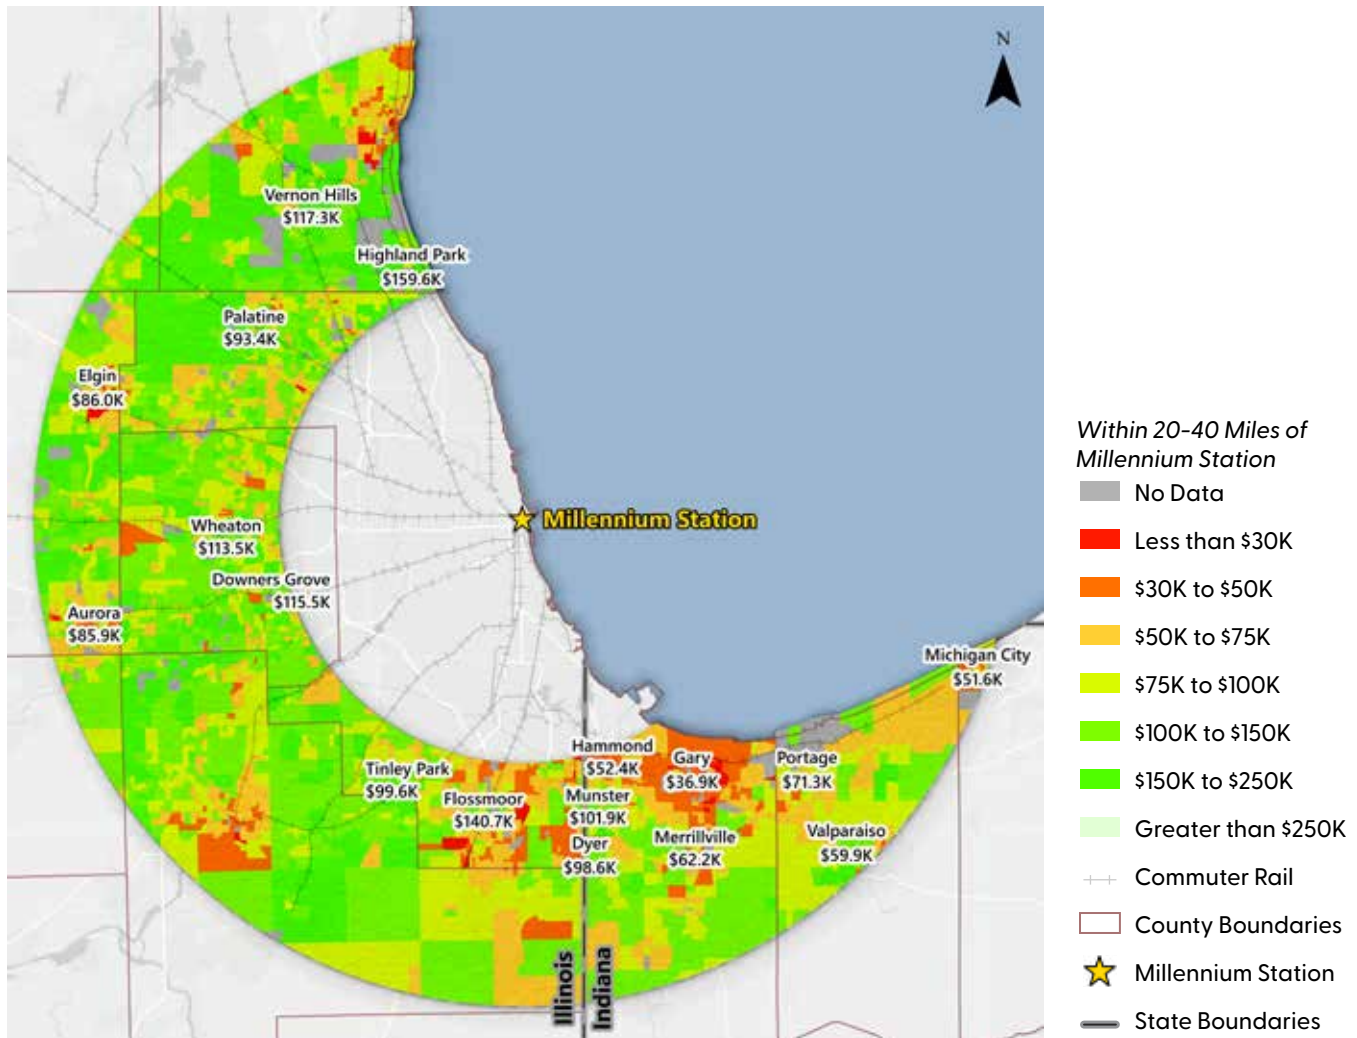 N
Vernon Hills
$117.3K
Highland Park
$159.6K
Palatine
$93.4K
Elgin
$86.0K
Wheaton
$113.5K
Millennium Station
Downers Grove
$115.5K
Aurora
$85.9K
Michigan City
$51.6K
Tinley Park
$99.6K
Flossmoor
$140.7K
Hammond
$52.4K
Munster
$101.9K
Dyer
$98.6K
Gary
$36.9K
Merrillville
$62.2K
Portage
$71.3K
Valparaiso
$59.9K
Illinois
Indiana
Within 20-40 Miles of
Millennium Station
No Data
Less than $30K
$30K to $50K
$50K to $75K
$75K to $100K
$100K to $150K
$150K to $250K
Greater than $250K
Commuter Rail
County Boundaries
Millennium Station
State Boundaries